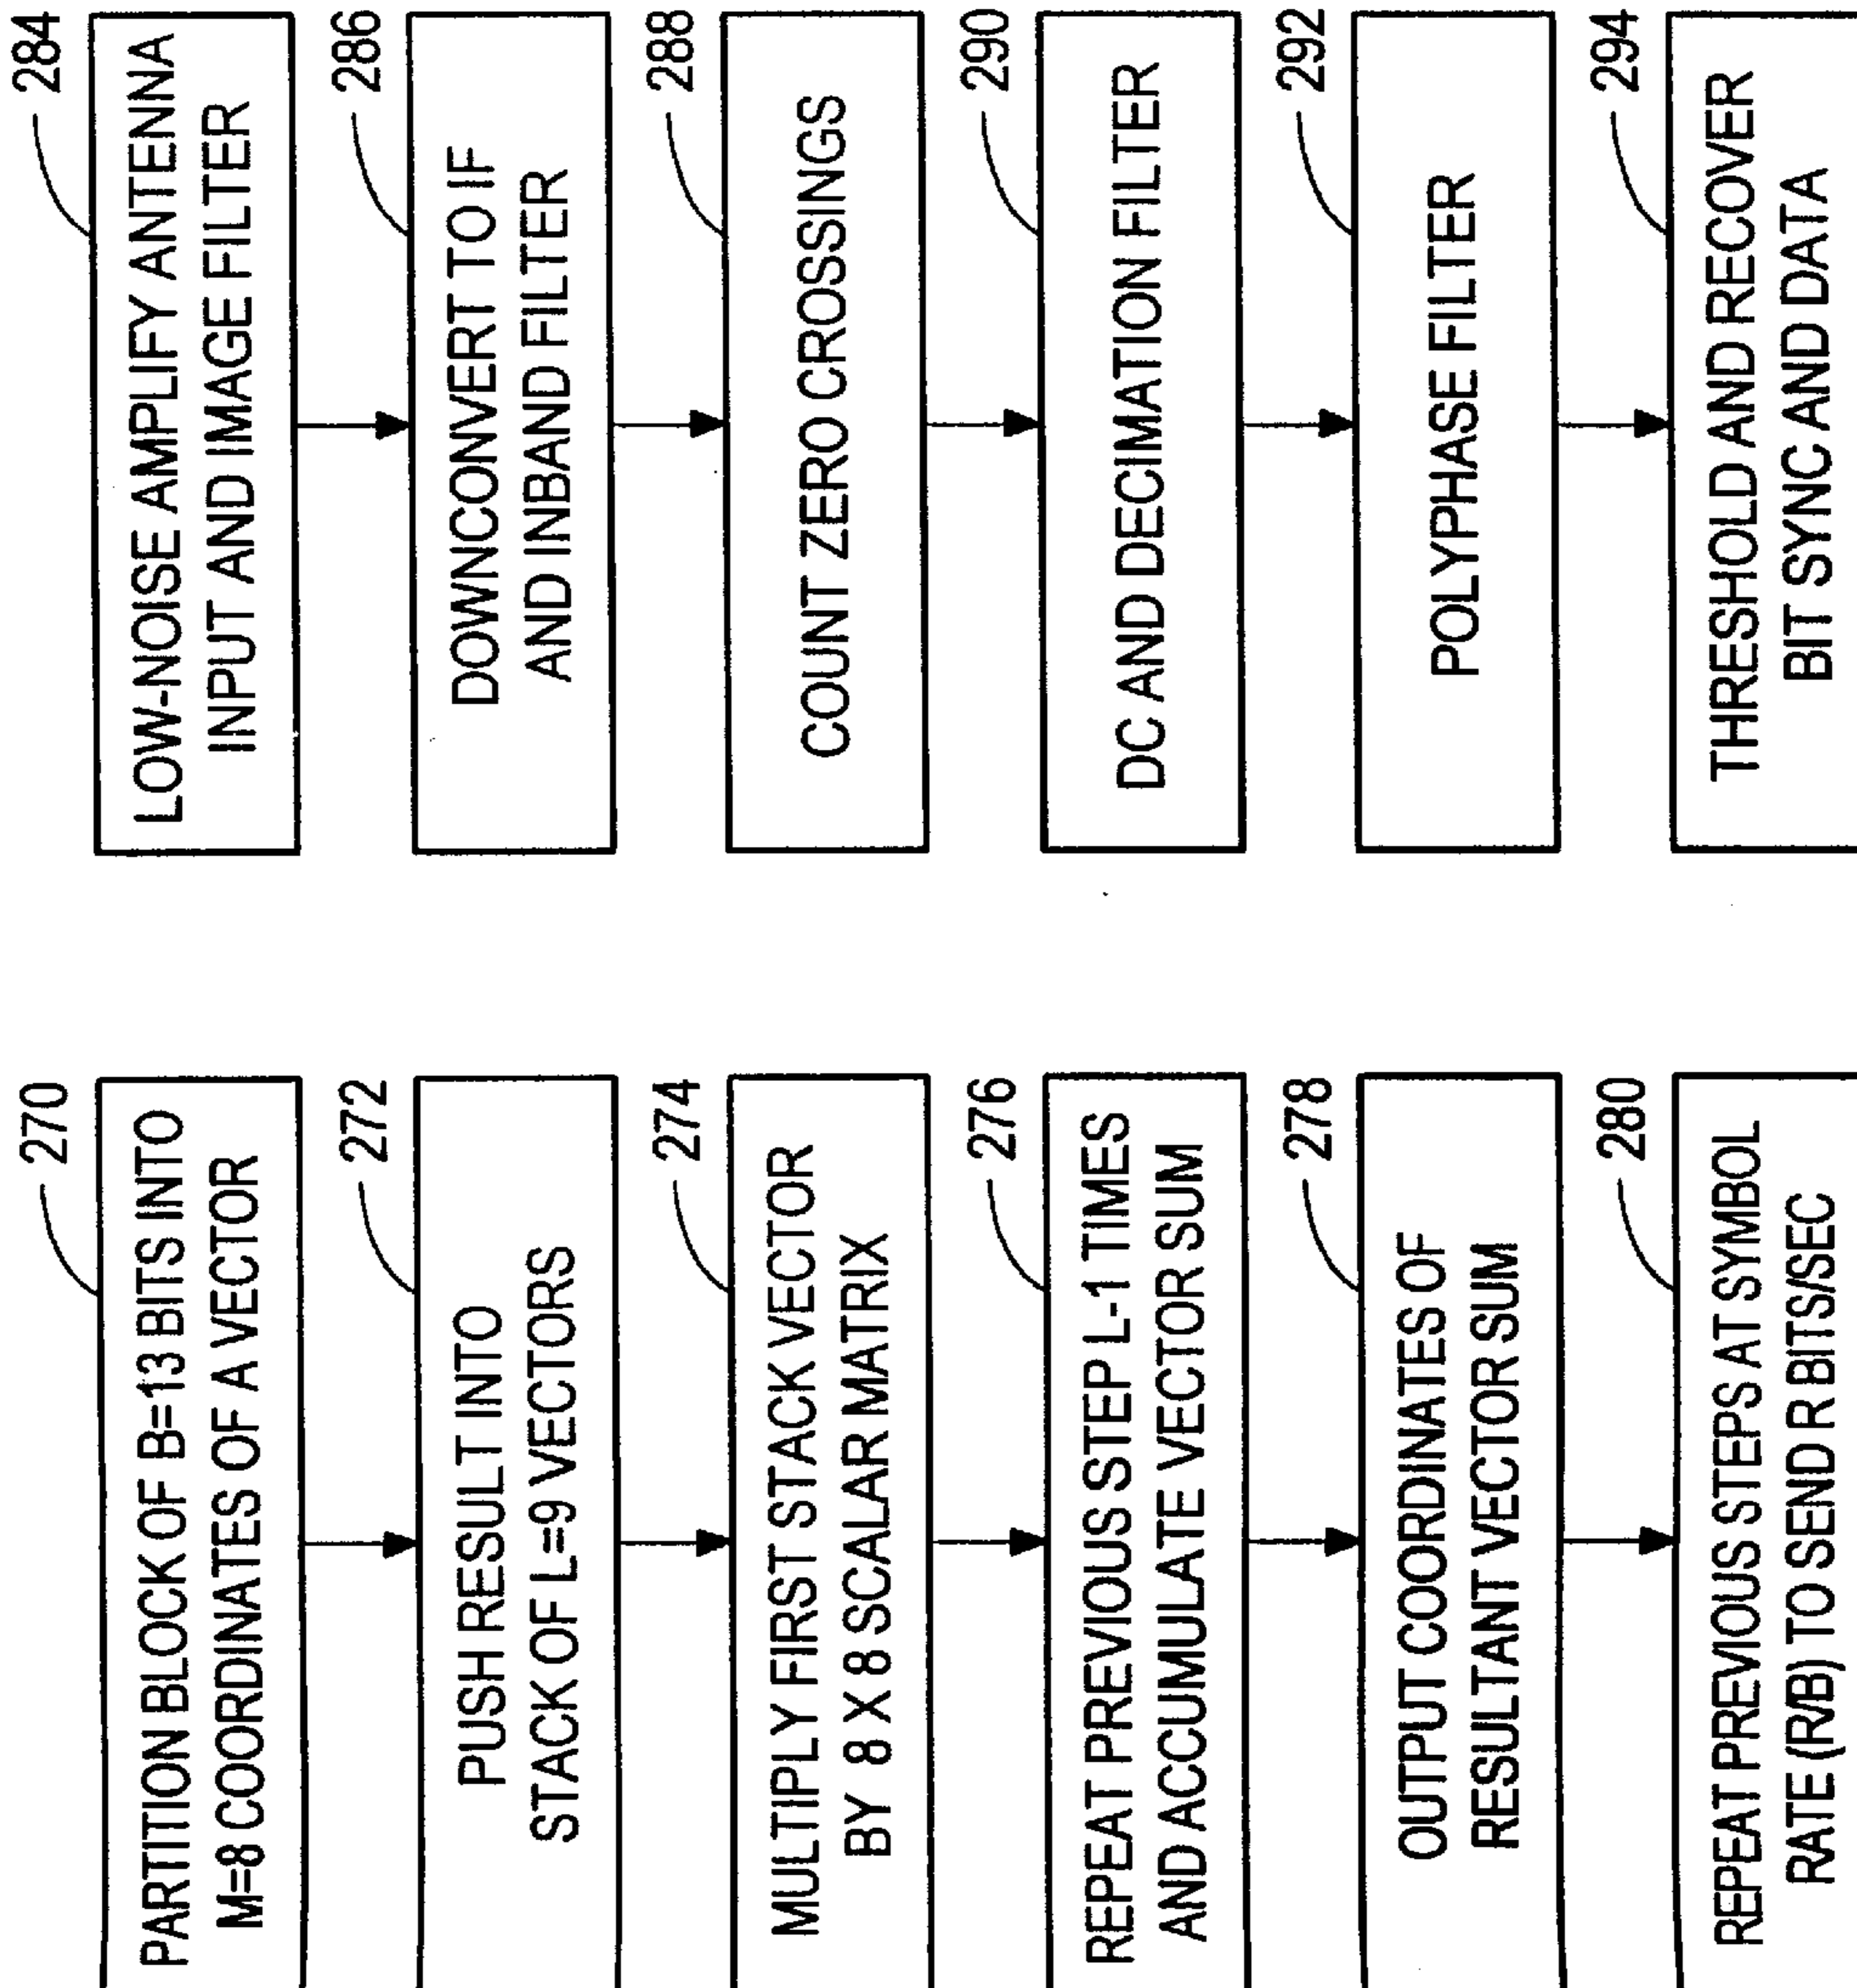 270
PARTITION BLOCK OF B=13 BITS INTO
M=8 COORDINATES OF A VECTOR
272
PUSH RESULT INTO
STACK OF L=9 VECTORS
274
MULTIPLY FIRST STACK VECTOR
BY 8 X 8 SCALAR MATRIX
276
REPEAT PREVIOUS STEP L-1 TIMES
AND ACCUMULATE VECTOR SUM
278
OUTPUT COORDINATES OF
RESULTANT VECTOR SUM
280
REPEAT PREVIOUS STEPS AT SYMBOL
RATE (R/B) TO SEND R BITS/SEC
284
LOW-NOISE AMPLIFY ANTENNA
INPUT AND IMAGE FILTER
286
DOWNCONVERT TO IF
AND INBAND FILTER
288
COUNT ZERO CROSSINGS
290
DC AND DECIMATION FILTER
292
POLYPHASE FILTER
294
THRESHOLD AND RECOVER
BIT SYNC AND DATA